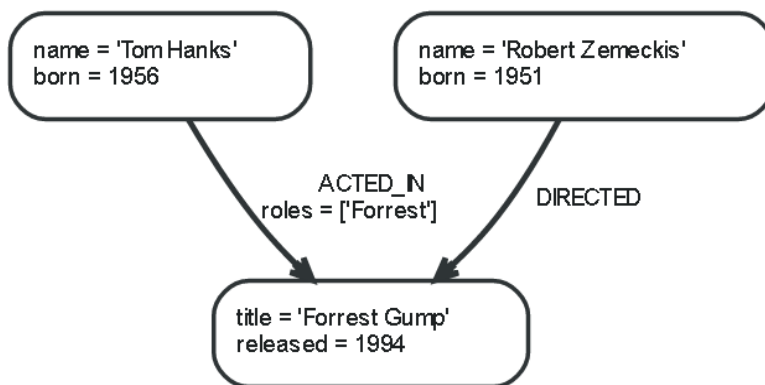 name = 'Tom Hanks'
born = 1956
name = 'Robert Zemeckis'
born = 1951
ACTED_IN
roles = ['Forrest']
DIRECTED
title = 'Forrest Gump'
released = 1994